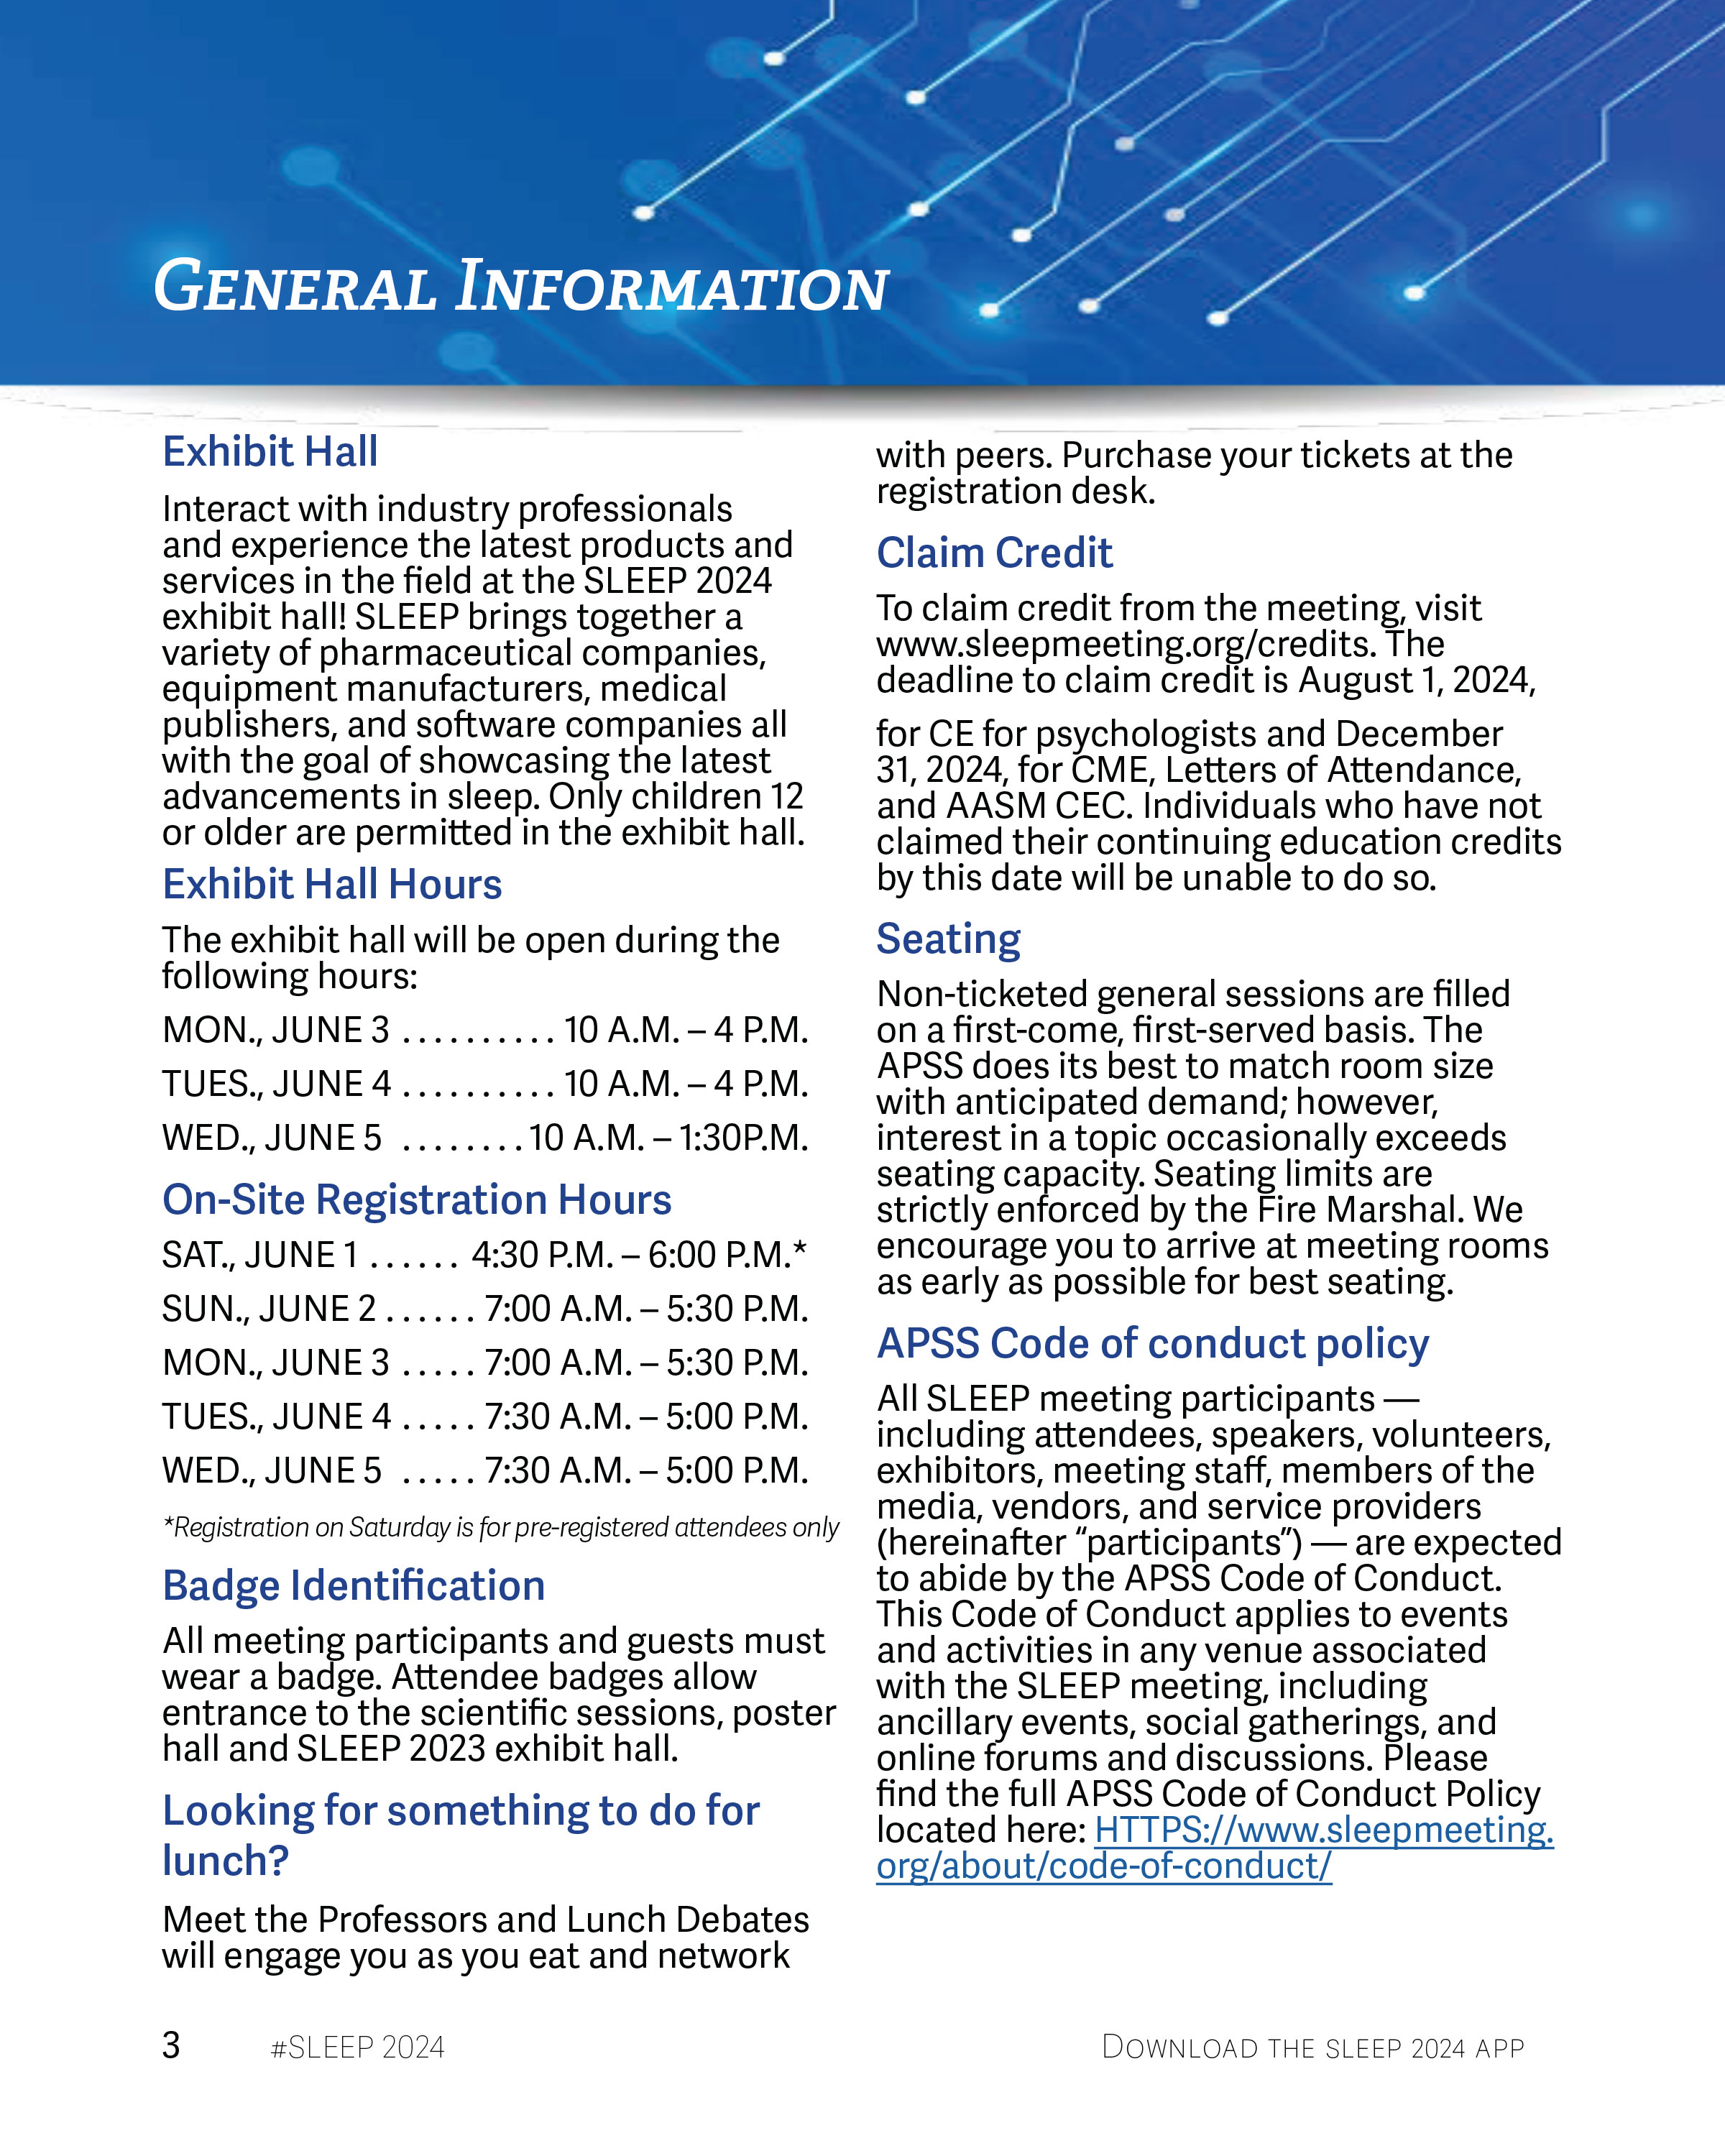 General Information
Exhibit Hall
Interact with industry professionals
and experience the latest products and
services in the field at the SLEEP 2024
exhibit hall! SLEEP brings together a
variety of pharmaceutical companies,
equipment manufacturers, medical
publishers, and software companies all
with the goal of showcasing the latest
advancements in sleep. Only children 12
or older are permitted in the exhibit hall.
Exhibit Hall Hours
The exhibit hall will be open during the
following hours:
MON., JUNE 3 . . . . . . . . . . 10 A.M. – 4 P.M.
TUES., JUNE 4 . . . . . . . . . . 10 A.M. – 4 P.M.
WED., JUNE 5 . . . . . . . . 10 A.M. – 1:30P.M.
On-Site Registration Hours
SAT., JUNE 1 . . . . . . 4:30 P.M. – 6:00 P.M.*
SUN., JUNE 2 . . . . . . 7:00 A.M. – 5:30 P.M.
MON., JUNE 3 . . . . . 7:00 A.M. – 5:30 P.M.
TUES., JUNE 4 . . . . . 7:30 A.M. – 5:00 P.M.
WED., JUNE 5 . . . . . 7:30 A.M. – 5:00 P.M.
*Registration on Saturday is for pre-registered attendees only
Badge Identification
All meeting participants and guests must
wear a badge. Attendee badges allow
entrance to the scientific sessions, poster
hall and SLEEP 2023 exhibit hall.
Looking for something to do for
lunch?
Meet the Professors and Lunch Debates
will engage you as you eat and network
with peers. Purchase your tickets at the
registration desk.
Claim Credit
To claim credit from the meeting, visit
www.sleepmeeting.org/credits. The
deadline to claim credit is August 1, 2024,
for CE for psychologists and December
31, 2024, for CME, Letters of Attendance,
and AASM CEC. Individuals who have not
claimed their continuing education credits
by this date will be unable to do so.
Seating
Non-ticketed general sessions are filled
on a first-come, first-served basis. The
APSS does its best to match room size
with anticipated demand; however,
interest in a topic occasionally exceeds
seating capacity. Seating limits are
strictly enforced by the Fire Marshal. We
encourage you to arrive at meeting rooms
as early as possible for best seating.
APSS Code of conduct policy
All SLEEP meeting participants —
including attendees, speakers, volunteers,
exhibitors, meeting staff, members of the
media, vendors, and service providers
(hereinafter “participants”) — are expected
to abide by the APSS Code of Conduct.
This Code of Conduct applies to events
and activities in any venue associated
with the SLEEP meeting, including
ancillary events, social gatherings, and
online forums and discussions. Please
find the full APSS Code of Conduct Policy
located here: HTTPS://www.sleepmeeting.
org/about/code-of-conduct/
3 #SLEEP 2024 Download the sleep 2024 app